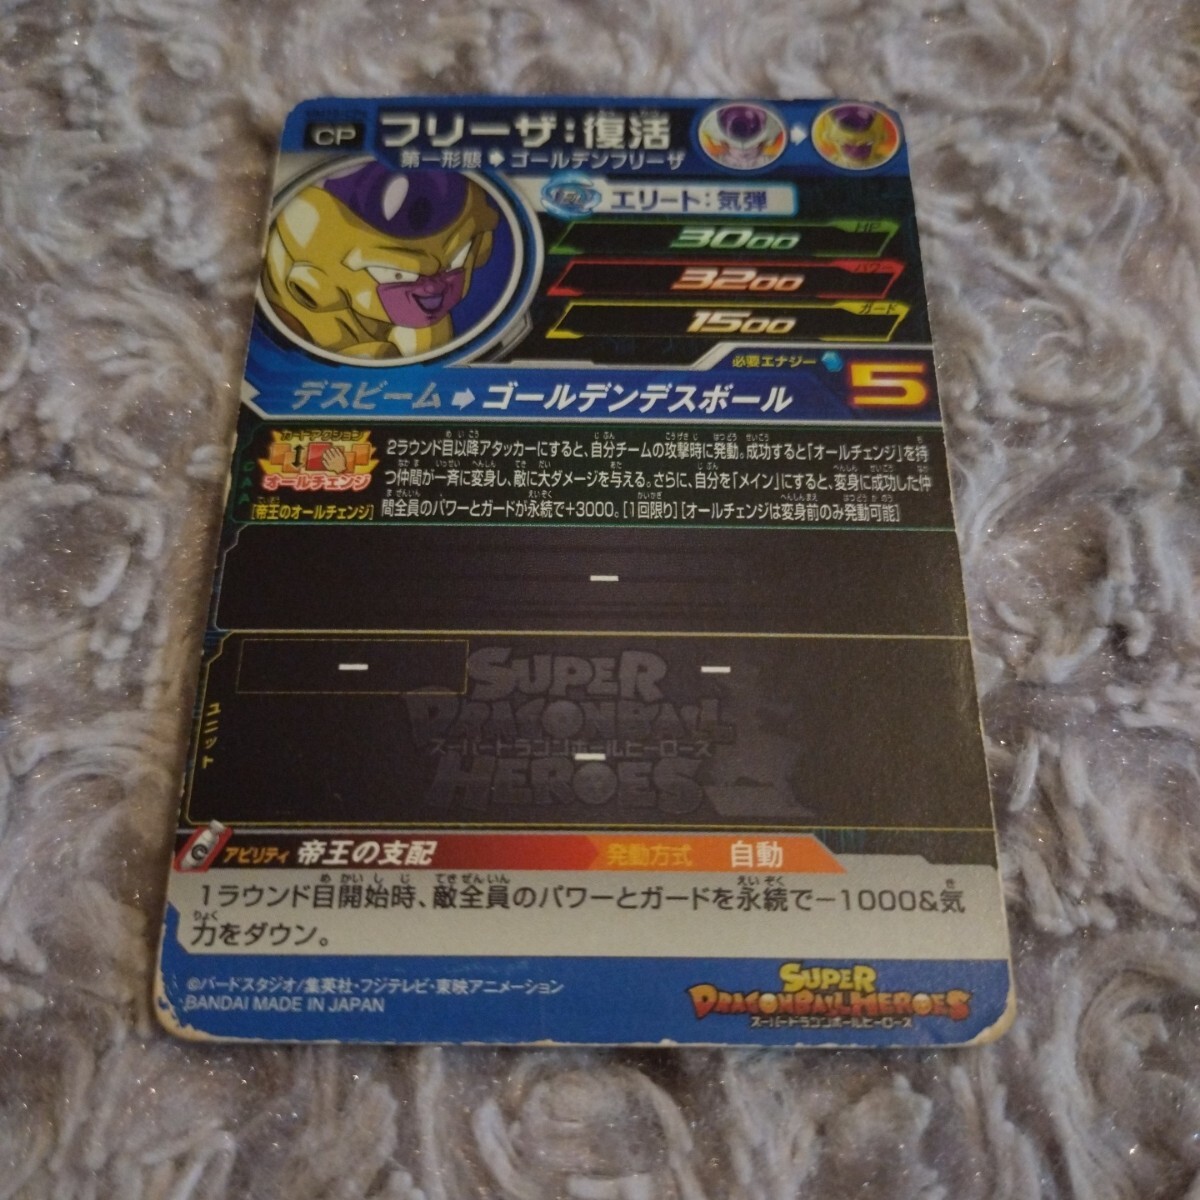 CP フリーザ:復活
第一形態➡ゴールデンフリーザ
エリート:気弾
HP 3000
パワー 3200
ガード 1500
必要エナジー 5
デスビーム➡ゴールデンデスボール
CAA
カードアクション
オールチェンジ
[帝王のオールチェンジ]
2ラウンド目以降アタッカーにすると、自分チームの攻撃時に発動。成功すると「オールチェンジ」を持
つ仲間が一斉に変身し、敵に大ダメージを与える。さらに、自分を「メイン」にすると、変身に成功した仲
間全員のパワーとガードが永続で+3000。[1回限り][オールチェンジは変身前のみ発動可能]
ー
ユニット
ー ー
ー
SUPER
DRAGONBALL
スーパードラゴンボールヒーローズ
HEROES
アビリティ 帝王の支配 発動方式 自動
1ラウンド目開始時、敵全員のパワーとガードを永続で−1000&気
力をダウン。
©バードスタジオ/集英社・フジテレビ・東映アニメーション
BANDAI MADE IN JAPAN
SUPER
DRAGONBALL HEROES
スーパードラゴンボールヒーローズ